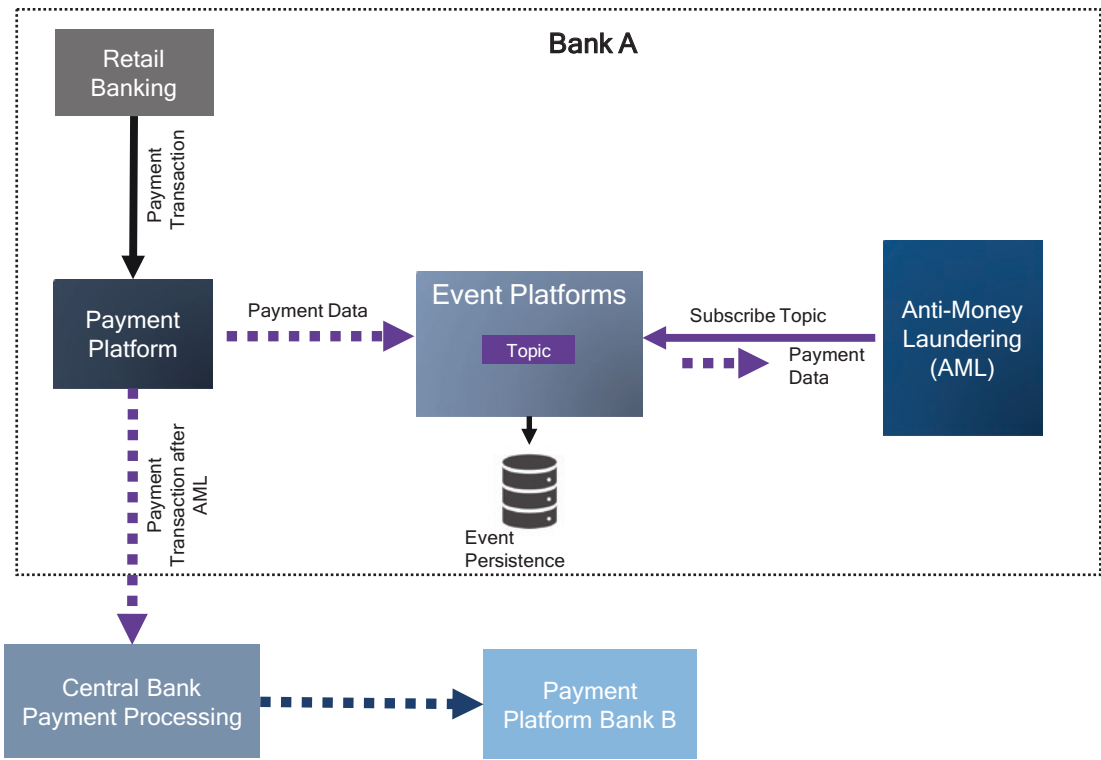 Bank A
Retail
Banking
Payment
Transaction
Payment
Platform
Payment Data
Event Platforms
Topic
Subscribe Topic
Payment
Data
Anti-Money
Laundering
(AML)
Event
Persistence
Payment
Transaction after
AML
Central Bank
Payment Processing
Payment
Platform Bank B